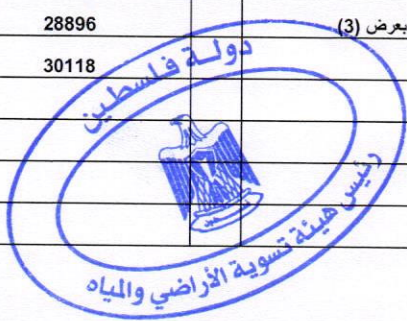 بعرض (3) 28896
30118
دولة فلسطين
رئيس هيئة تسوية الأراضي والمياه